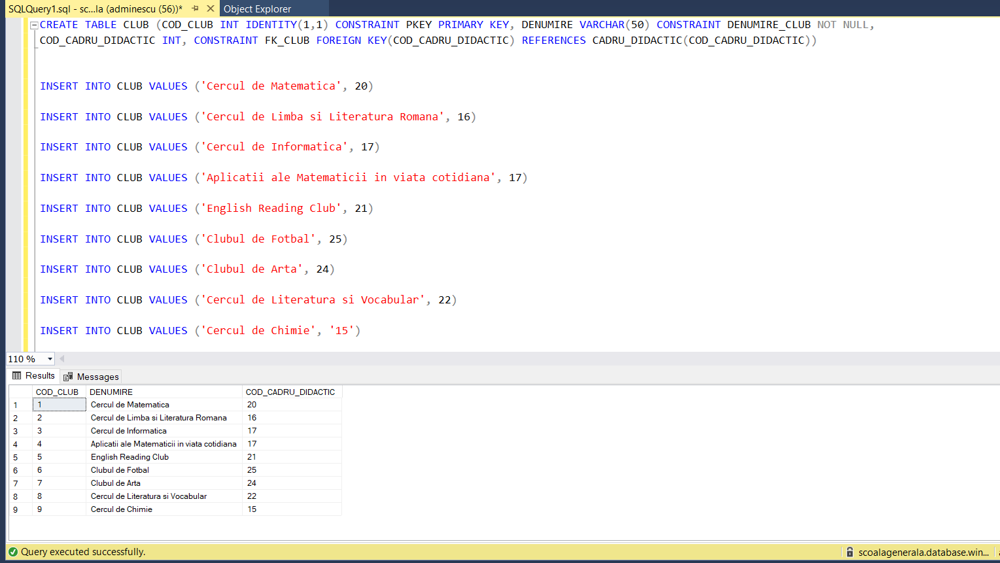 SQLQuery1.sql - sc...la (adminescu (56))* Object Explorer
CREATE TABLE CLUB (COD_CLUB INT IDENTITY(1,1) CONSTRAINT PKEY PRIMARY KEY, DENUMIRE VARCHAR(50) CONSTRAINT DENUMIRE_CLUB NOT NULL,
COD_CADRU_DIDACTIC INT, CONSTRAINT FK_CLUB FOREIGN KEY(COD_CADRU_DIDACTIC) REFERENCES CADRU_DIDACTIC(COD_CADRU_DIDACTIC))
INSERT INTO CLUB VALUES ('Cercul de Matematica', 20)
INSERT INTO CLUB VALUES ('Cercul de Limba si Literatura Romana', 16)
INSERT INTO CLUB VALUES ('Cercul de Informatica', 17)
INSERT INTO CLUB VALUES ('Aplicatii ale Matematicii in viata cotidiana', 17)
INSERT INTO CLUB VALUES ('English Reading Club', 21)
INSERT INTO CLUB VALUES ('Clubul de Fotbal', 25)
INSERT INTO CLUB VALUES ('Clubul de Arta', 24)
INSERT INTO CLUB VALUES ('Cercul de Literatura si Vocabular', 22)
INSERT INTO CLUB VALUES ('Cercul de Chimie', '15')
110 %
Results Messages
COD_CLUB DENUMIRE COD_CADRU_DIDACTIC
1 1 Cercul de Matematica 20
2 2 Cercul de Limba si Literatura Romana 16
3 3 Cercul de Informatica 17
4 4 Aplicatii ale Matematicii in viata cotidiana 17
5 5 English Reading Club 21
6 6 Clubul de Fotbal 25
7 7 Clubul de Arta 24
8 8 Cercul de Literatura si Vocabular 22
9 9 Cercul de Chimie 15
Query executed successfully. scoalagenerala.database.win...